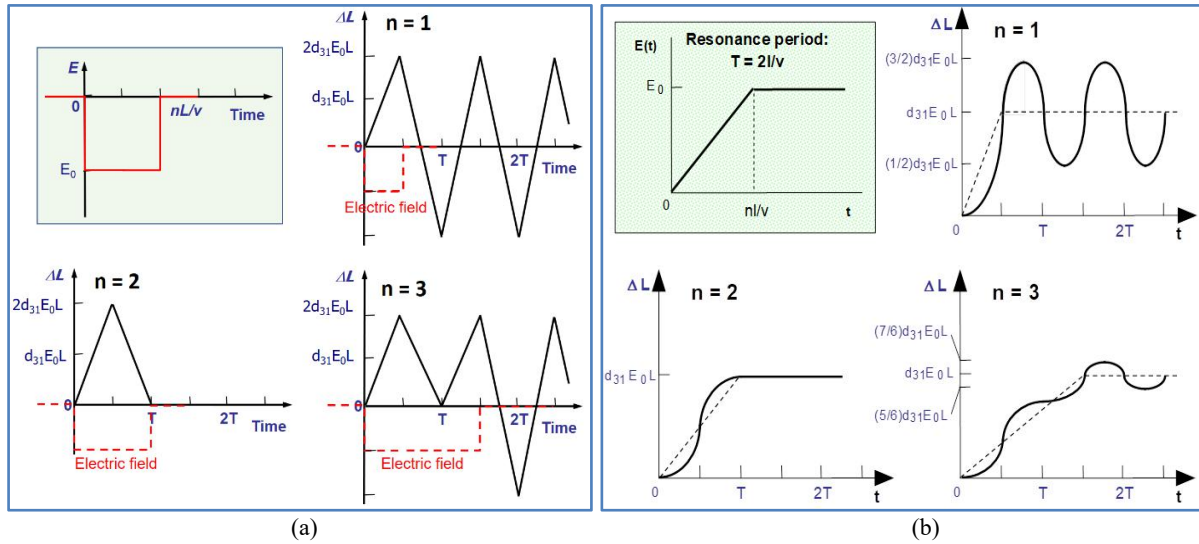 E
0
nL/v
Time
E₀
ΔL
n = 1
2d₃₁E₀L
d₃₁E₀L
0
T
2T
Time
Electric field
ΔL
n = 2
2d₃₁E₀L
d₃₁E₀L
0
T
2T
Time
Electric field
ΔL
n = 3
2d₃₁E₀L
d₃₁E₀L
0
T
2T
Time
Electric field
(a)
E(t)
Resonance period:
T = 2l/v
E₀
0
nl/v
t
ΔL
n = 1
(3/2)d₃₁E₀L
d₃₁E₀L
(1/2)d₃₁E₀L
0
T
2T
t
ΔL
n = 2
d₃₁E₀L
0
T
2T
t
ΔL
n = 3
(7/6)d₃₁E₀L
d₃₁E₀L
(5/6)d₃₁E₀L
0
T
2T
t
(b)